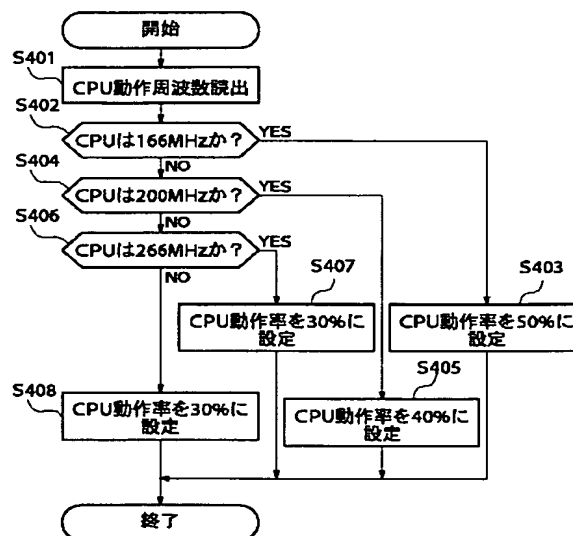 開始
S401
CPU動作周波数読出
S402
CPUは166MHzか？
YES
NO
S404
CPUは200MHzか？
YES
NO
S406
CPUは266MHzか？
YES
NO
S407
CPU動作率を30%に
設定
S403
CPU動作率を50%に
設定
S408
CPU動作率を30%に
設定
S405
CPU動作率を40%に
設定
終了